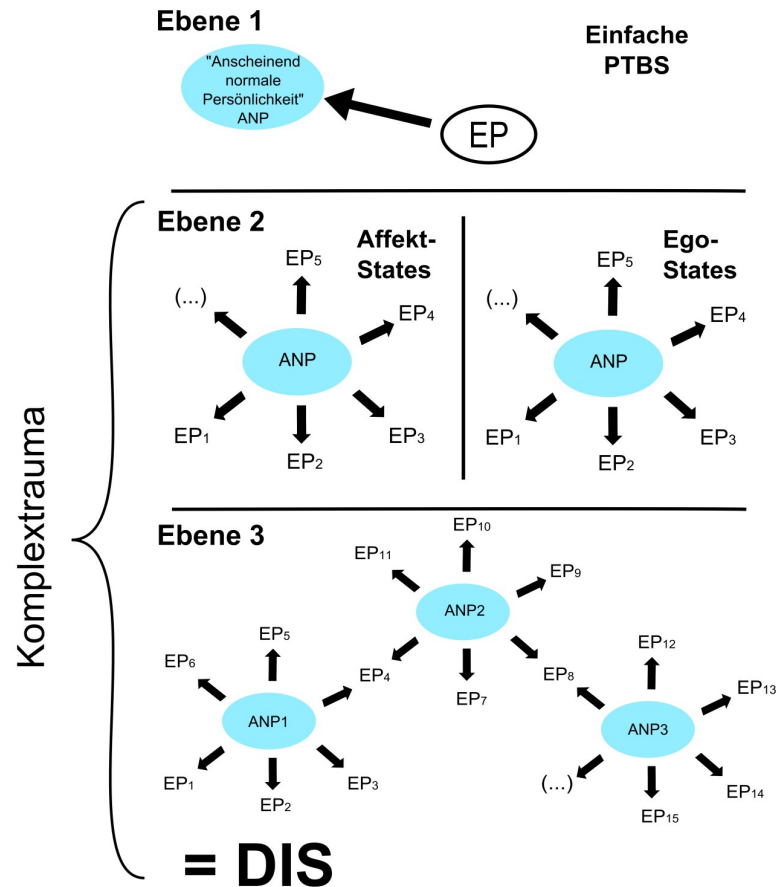 Ebene 1
Einfache
PTBS
"Anscheinend
normale
Persönlichkeit"
ANP
EP
Komplextrauma
Ebene 2
Affekt-
States
EP5
(...)
EP4
ANP
EP1
EP3
EP2
Ego-
States
EP5
(...)
EP4
ANP
EP1
EP3
EP2
Ebene 3
EP10
EP11
EP9
ANP2
EP4
EP8
EP7
EP5
EP6
ANP1
EP1
EP3
EP2
EP12
EP13
ANP3
(...)
EP14
EP15
= DIS